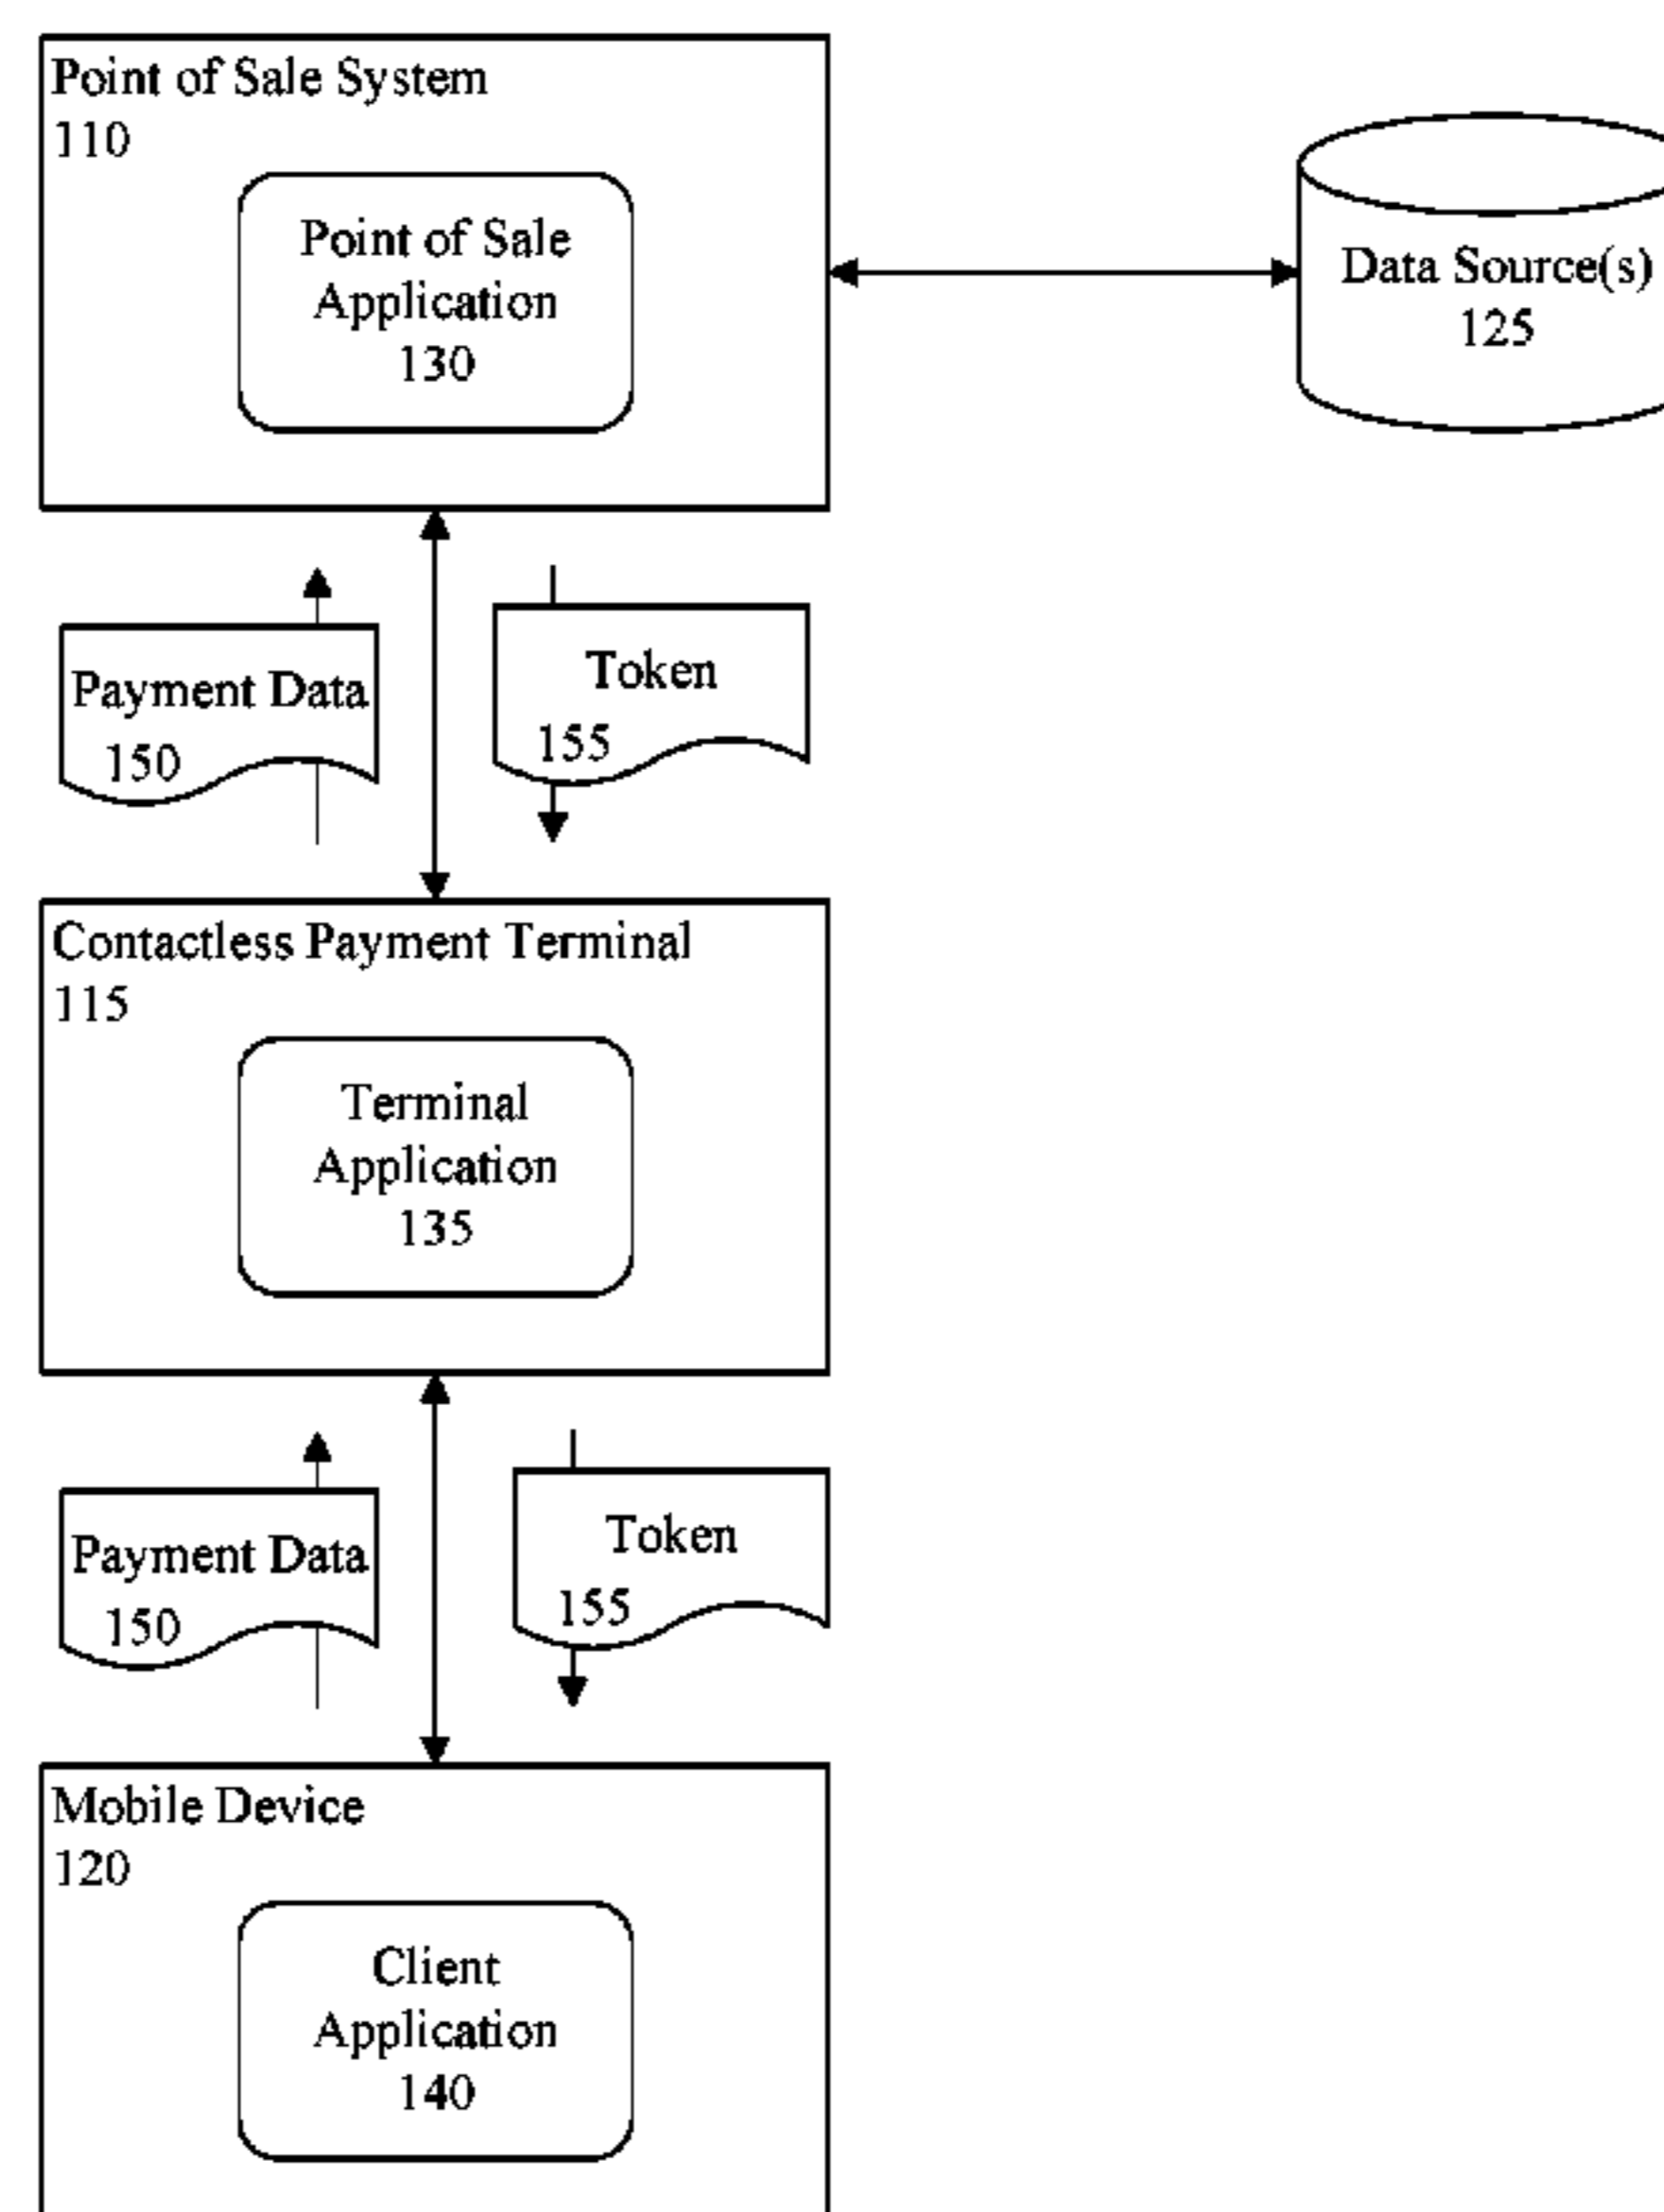 Point of Sale System
110
Point of Sale
Application
130
Data Source(s)
125
Payment Data
150
Token
155
Contactless Payment Terminal
115
Terminal
Application
135
Payment Data
150
Token
155
Mobile Device
120
Client
Application
140